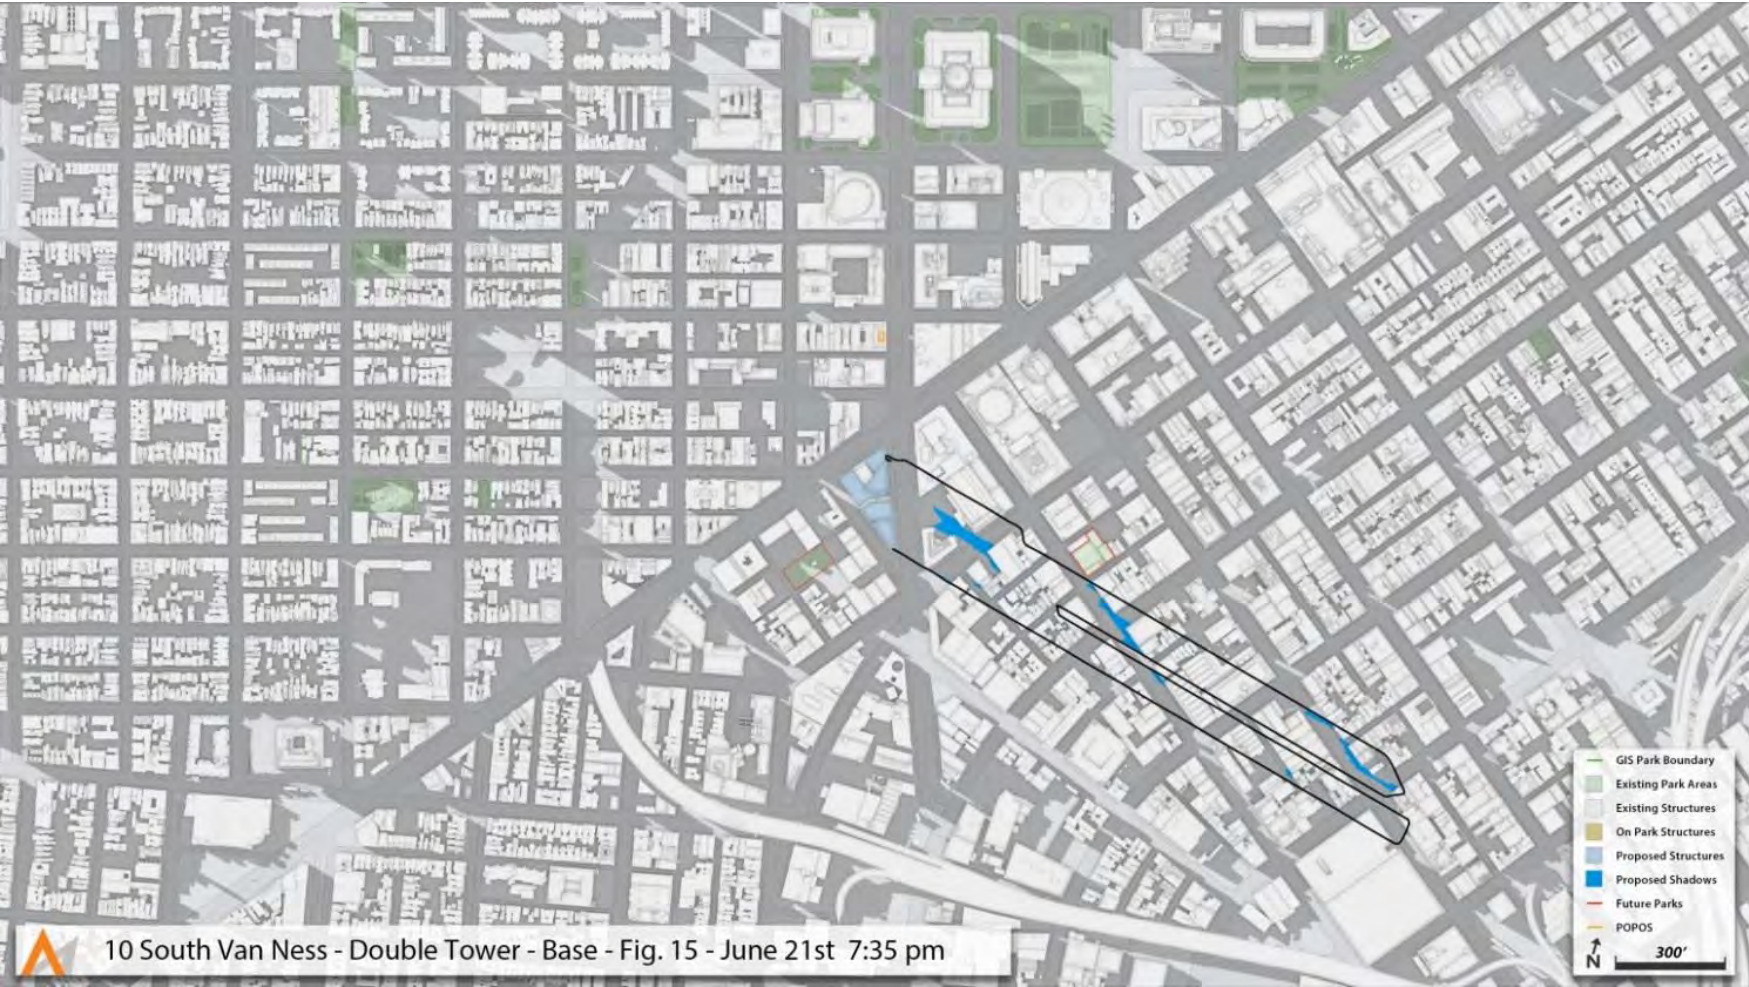 GIS Park Boundary
Existing Park Areas
Existing Structures
On Park Structures
Proposed Structures
Proposed Shadows
Future Parks
POPOS
N
300'
10 South Van Ness - Double Tower - Base - Fig. 15 - June 21st 7:35 pm